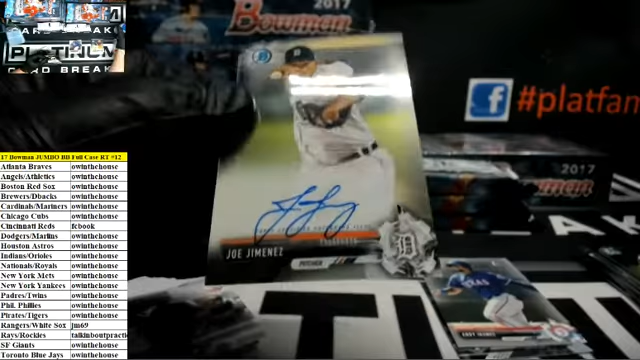 PLATINUM
CARD BREAK
2017
Bowman
#platfam
2017
Bowman
JOE JIMENEZ
PITCHER
17 Bowman JUMBO BB Full Case RT #12
Atlanta Braves owinthehouse
Angels/Athletics owinthehouse
Boston Red Sox owinthehouse
Brewers/Dbacks owinthehouse
Cardinals/Mariners owinthehouse
Chicago Cubs owinthehouse
Cincinnati Reds fcbook
Dodgers/Marlins owinthehouse
Houston Astros owinthehouse
Indians/Orioles owinthehouse
Nationals/Royals owinthehouse
New York Mets owinthehouse
New York Yankees owinthehouse
Padres/Twins owinthehouse
Phil. Phillies owinthehouse
Pirates/Tigers owinthehouse
Rangers/White Sox jm69
Rays/Rockies talkinboutpracti
SF Giants owinthehouse
Toronto Blue Jays owinthehouse